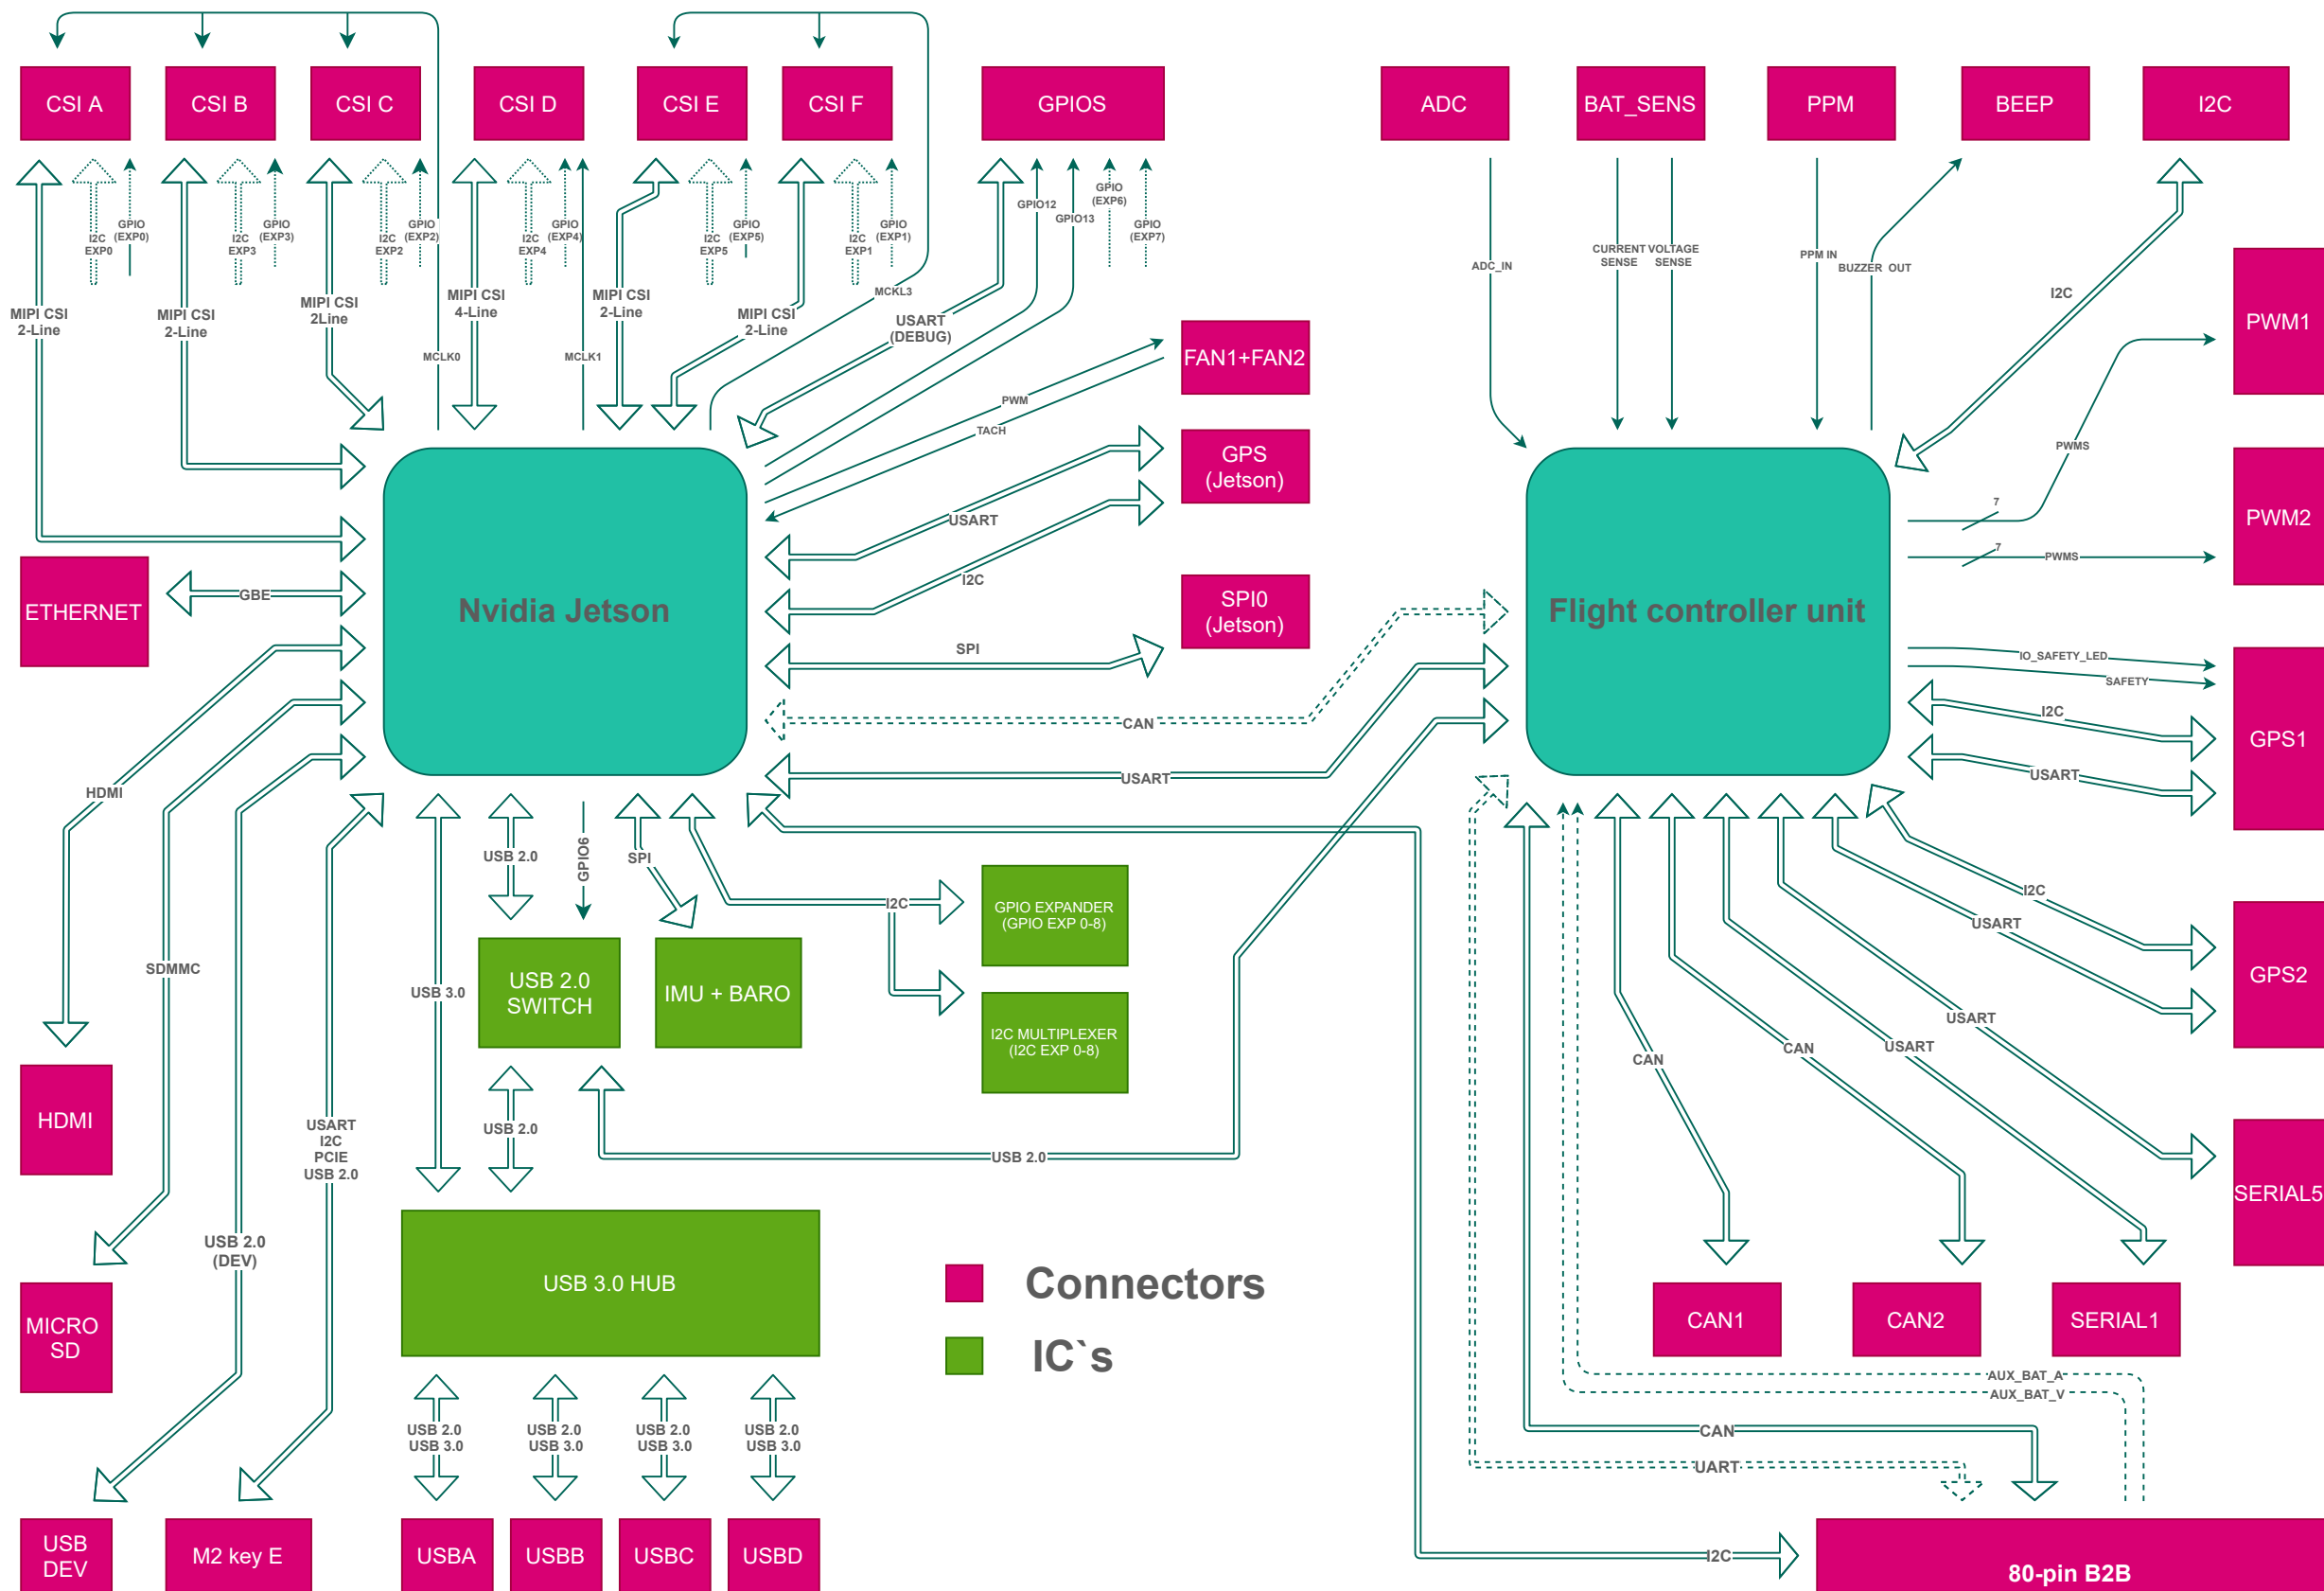 CSI A
CSI B
CSI C
CSI D
CSI E
CSI F
GPIOS
ADC
BAT_SENS
PPM
BEEP
I2C
GPIO
(EXP0)
I2C
EXP0
GPIO
(EXP3)
I2C
EXP3
GPIO
(EXP2)
I2C
EXP2
GPIO
(EXP4)
I2C
EXP4
GPIO
(EXP5)
I2C
EXP5
GPIO
(EXP1)
I2C
EXP1
GPIO12
GPIO13
GPIO
(EXP6)
GPIO
(EXP7)
MIPI CSI
2-Line
MIPI CSI
2-Line
MIPI CSI
2Line
MCLK0
MIPI CSI
4-Line
MCLK1
MIPI CSI
2-Line
MIPI CSI
2-Line
MCKL3
USART
(DEBUG)
ADC_IN
CURRENT
SENSE
VOLTAGE
SENSE
PPM IN
BUZZER OUT
I2C
PWM1
FAN1+FAN2
PWM
TACH
GPS
(Jetson)
PWMS
7
PWM2
7
PWMS
USART
I2C
ETHERNET
GBE
Nvidia Jetson
SPI0
(Jetson)
SPI
Flight controller unit
IO_SAFETY_LED
SAFETY
I2C
USART
GPS1
CAN
USART
HDMI
USB 2.0
GPIO6
SPI
I2C
GPIO EXPANDER
(GPIO EXP 0-8)
I2C
USART
GPS2
SDMMC
USB 3.0
USB 2.0
SWITCH
IMU + BARO
I2C MULTIPLEXER
(I2C EXP 0-8)
CAN
CAN
USART
USART
HDMI
USART
I2C
PCIE
USB 2.0
USB 2.0
USB 2.0
SERIAL5
USB 2.0
(DEV)
USB 3.0 HUB
Connectors
IC`s
MICRO
SD
CAN1
CAN2
SERIAL1
AUX_BAT_A
AUX_BAT_V
USB 2.0
USB 3.0
USB 2.0
USB 3.0
USB 2.0
USB 3.0
USB 2.0
USB 3.0
CAN
UART
I2C
USB
DEV
M2 key E
USBA
USBB
USBC
USBD
80-pin B2B